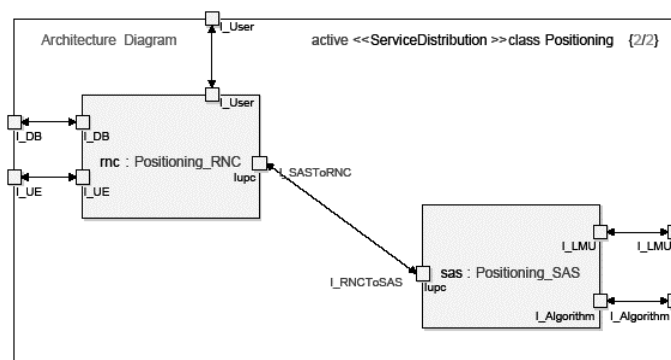 I_User
Architecture Diagram
active <<ServiceDistribution >>class Positioning {2/2}
I_User
I_DB
I_DB
rnc : Positioning_RNC
Iupc
I_SASToRNC
I_UE
I_UE
I_LMU
I_LMU
sas : Positioning_SAS
I_RNCToSAS
Iupc
I_Algorithm
I_Algorithm